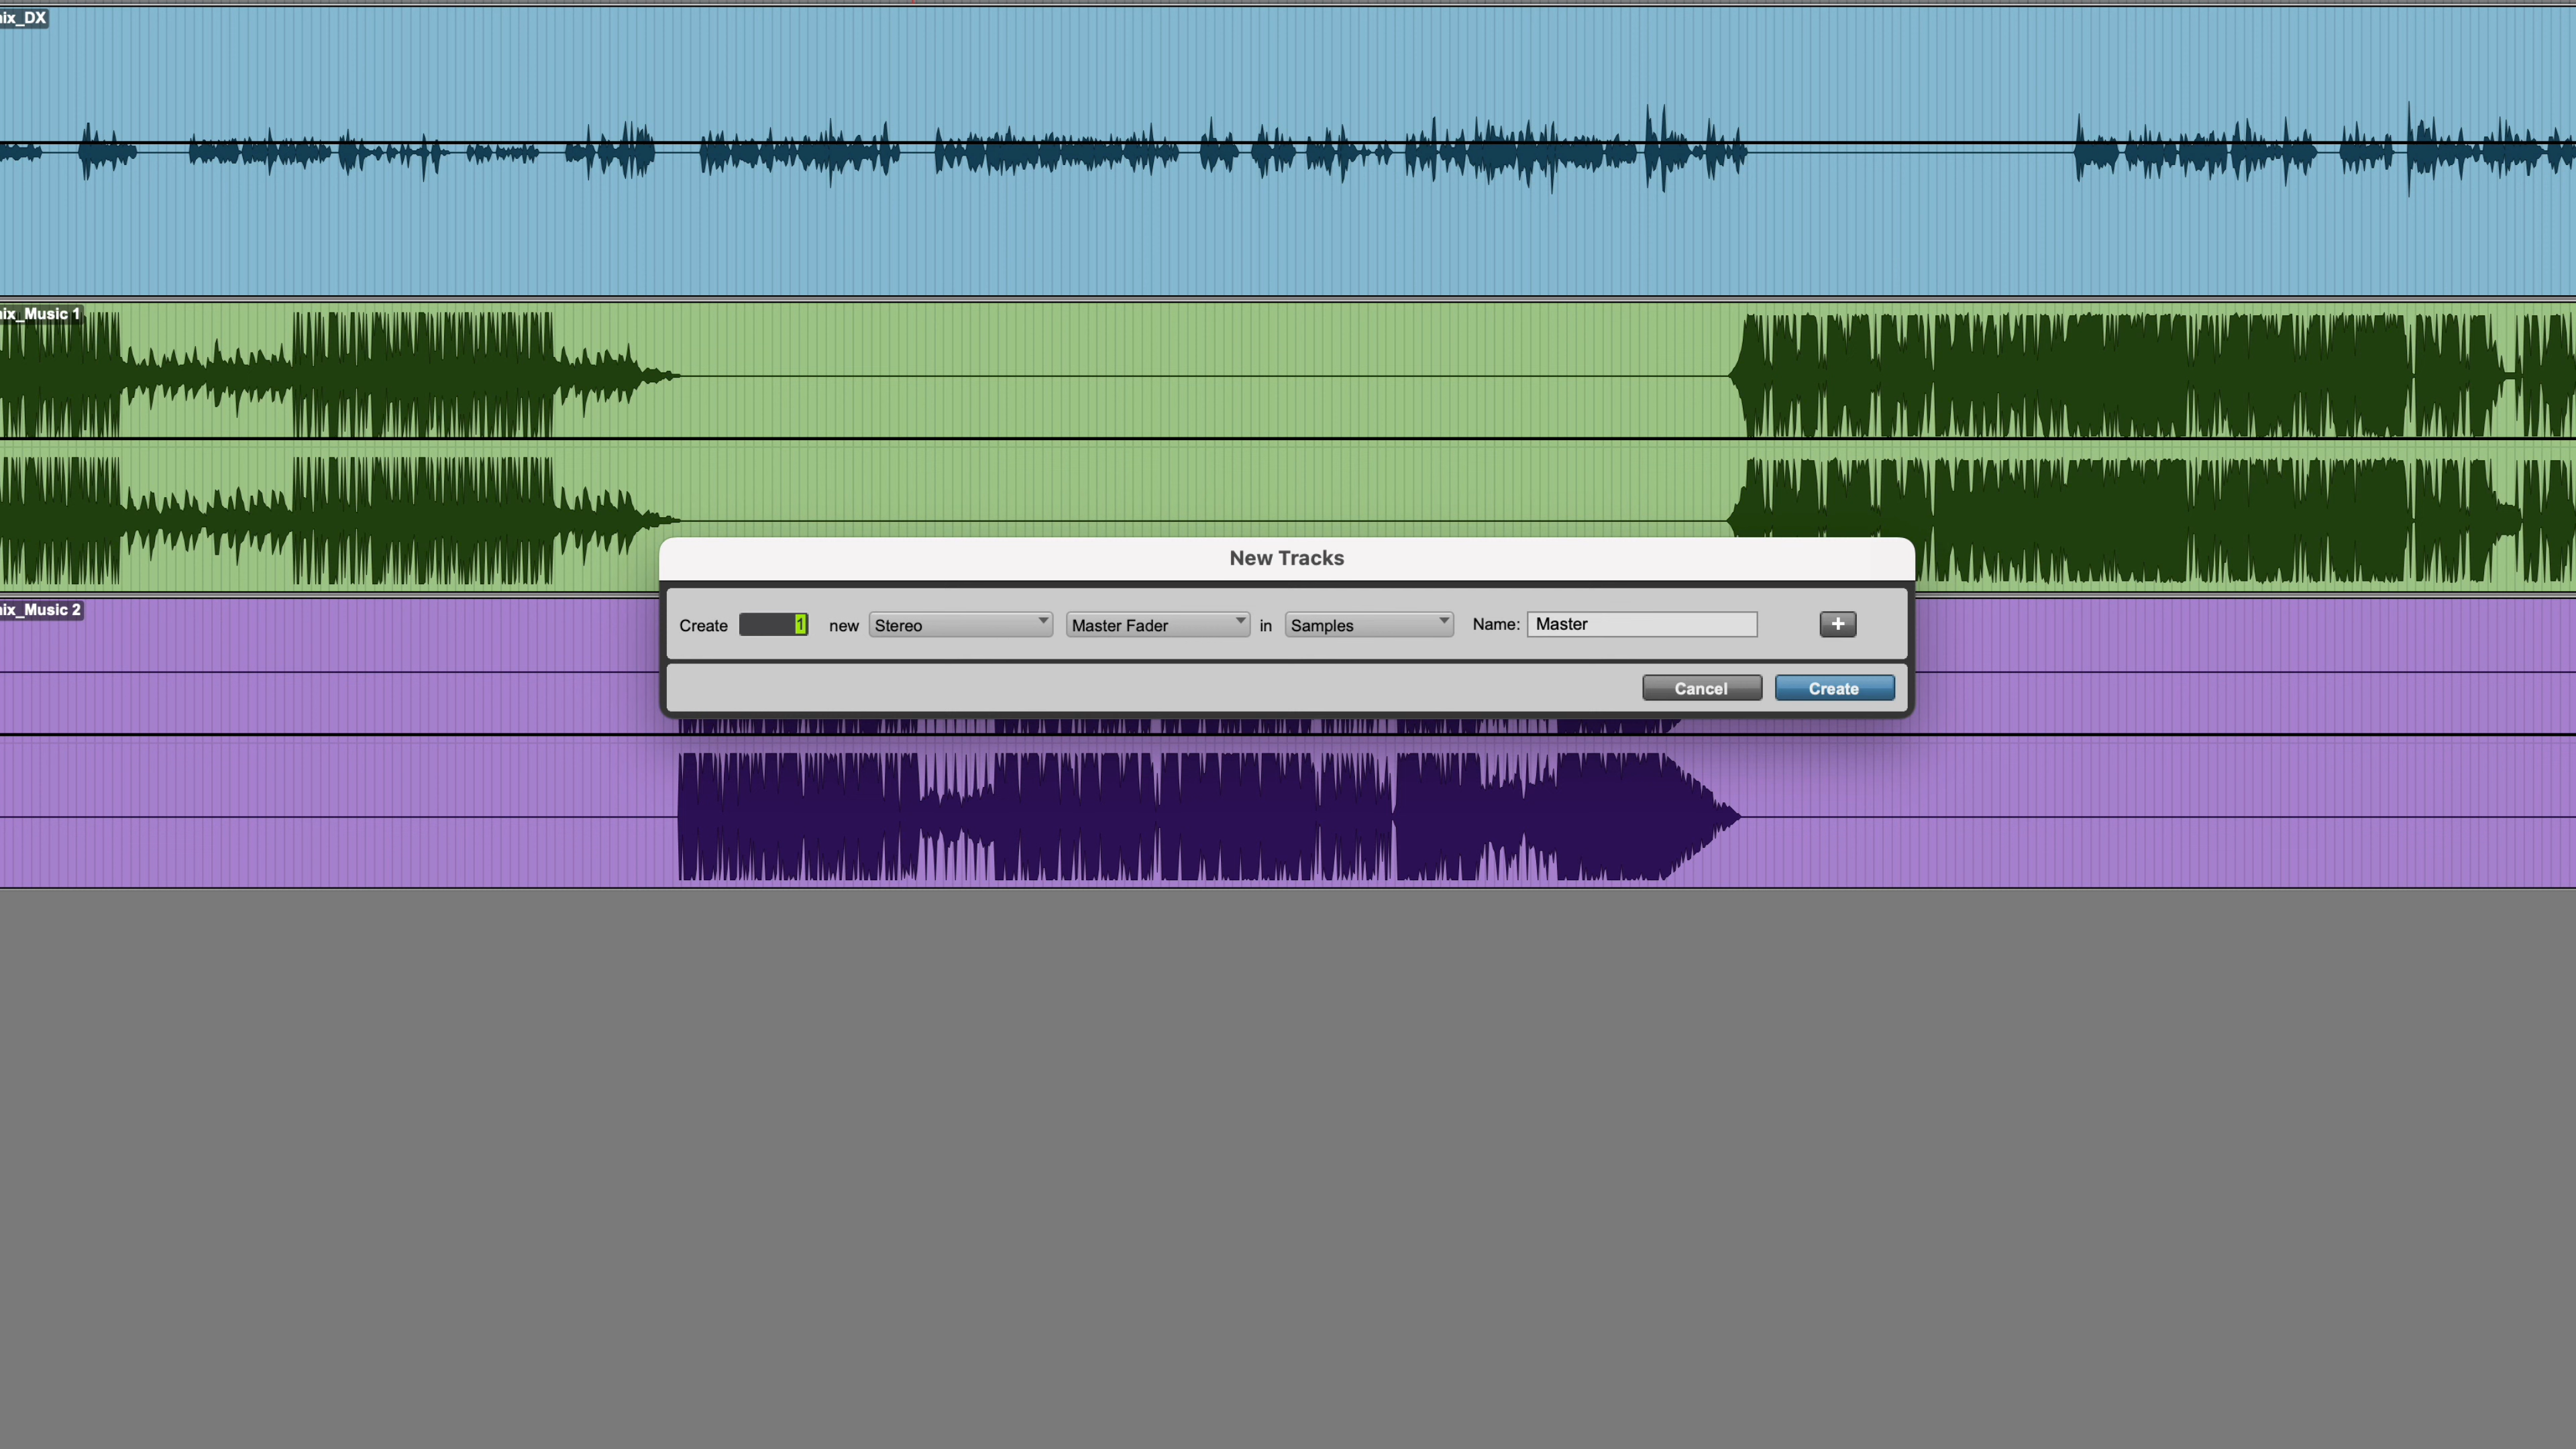 ix_DX
ix_Music 1
New Tracks
Create 1 new Stereo Master Fader in Samples Name: Master +
ix_Music 2
Cancel Create